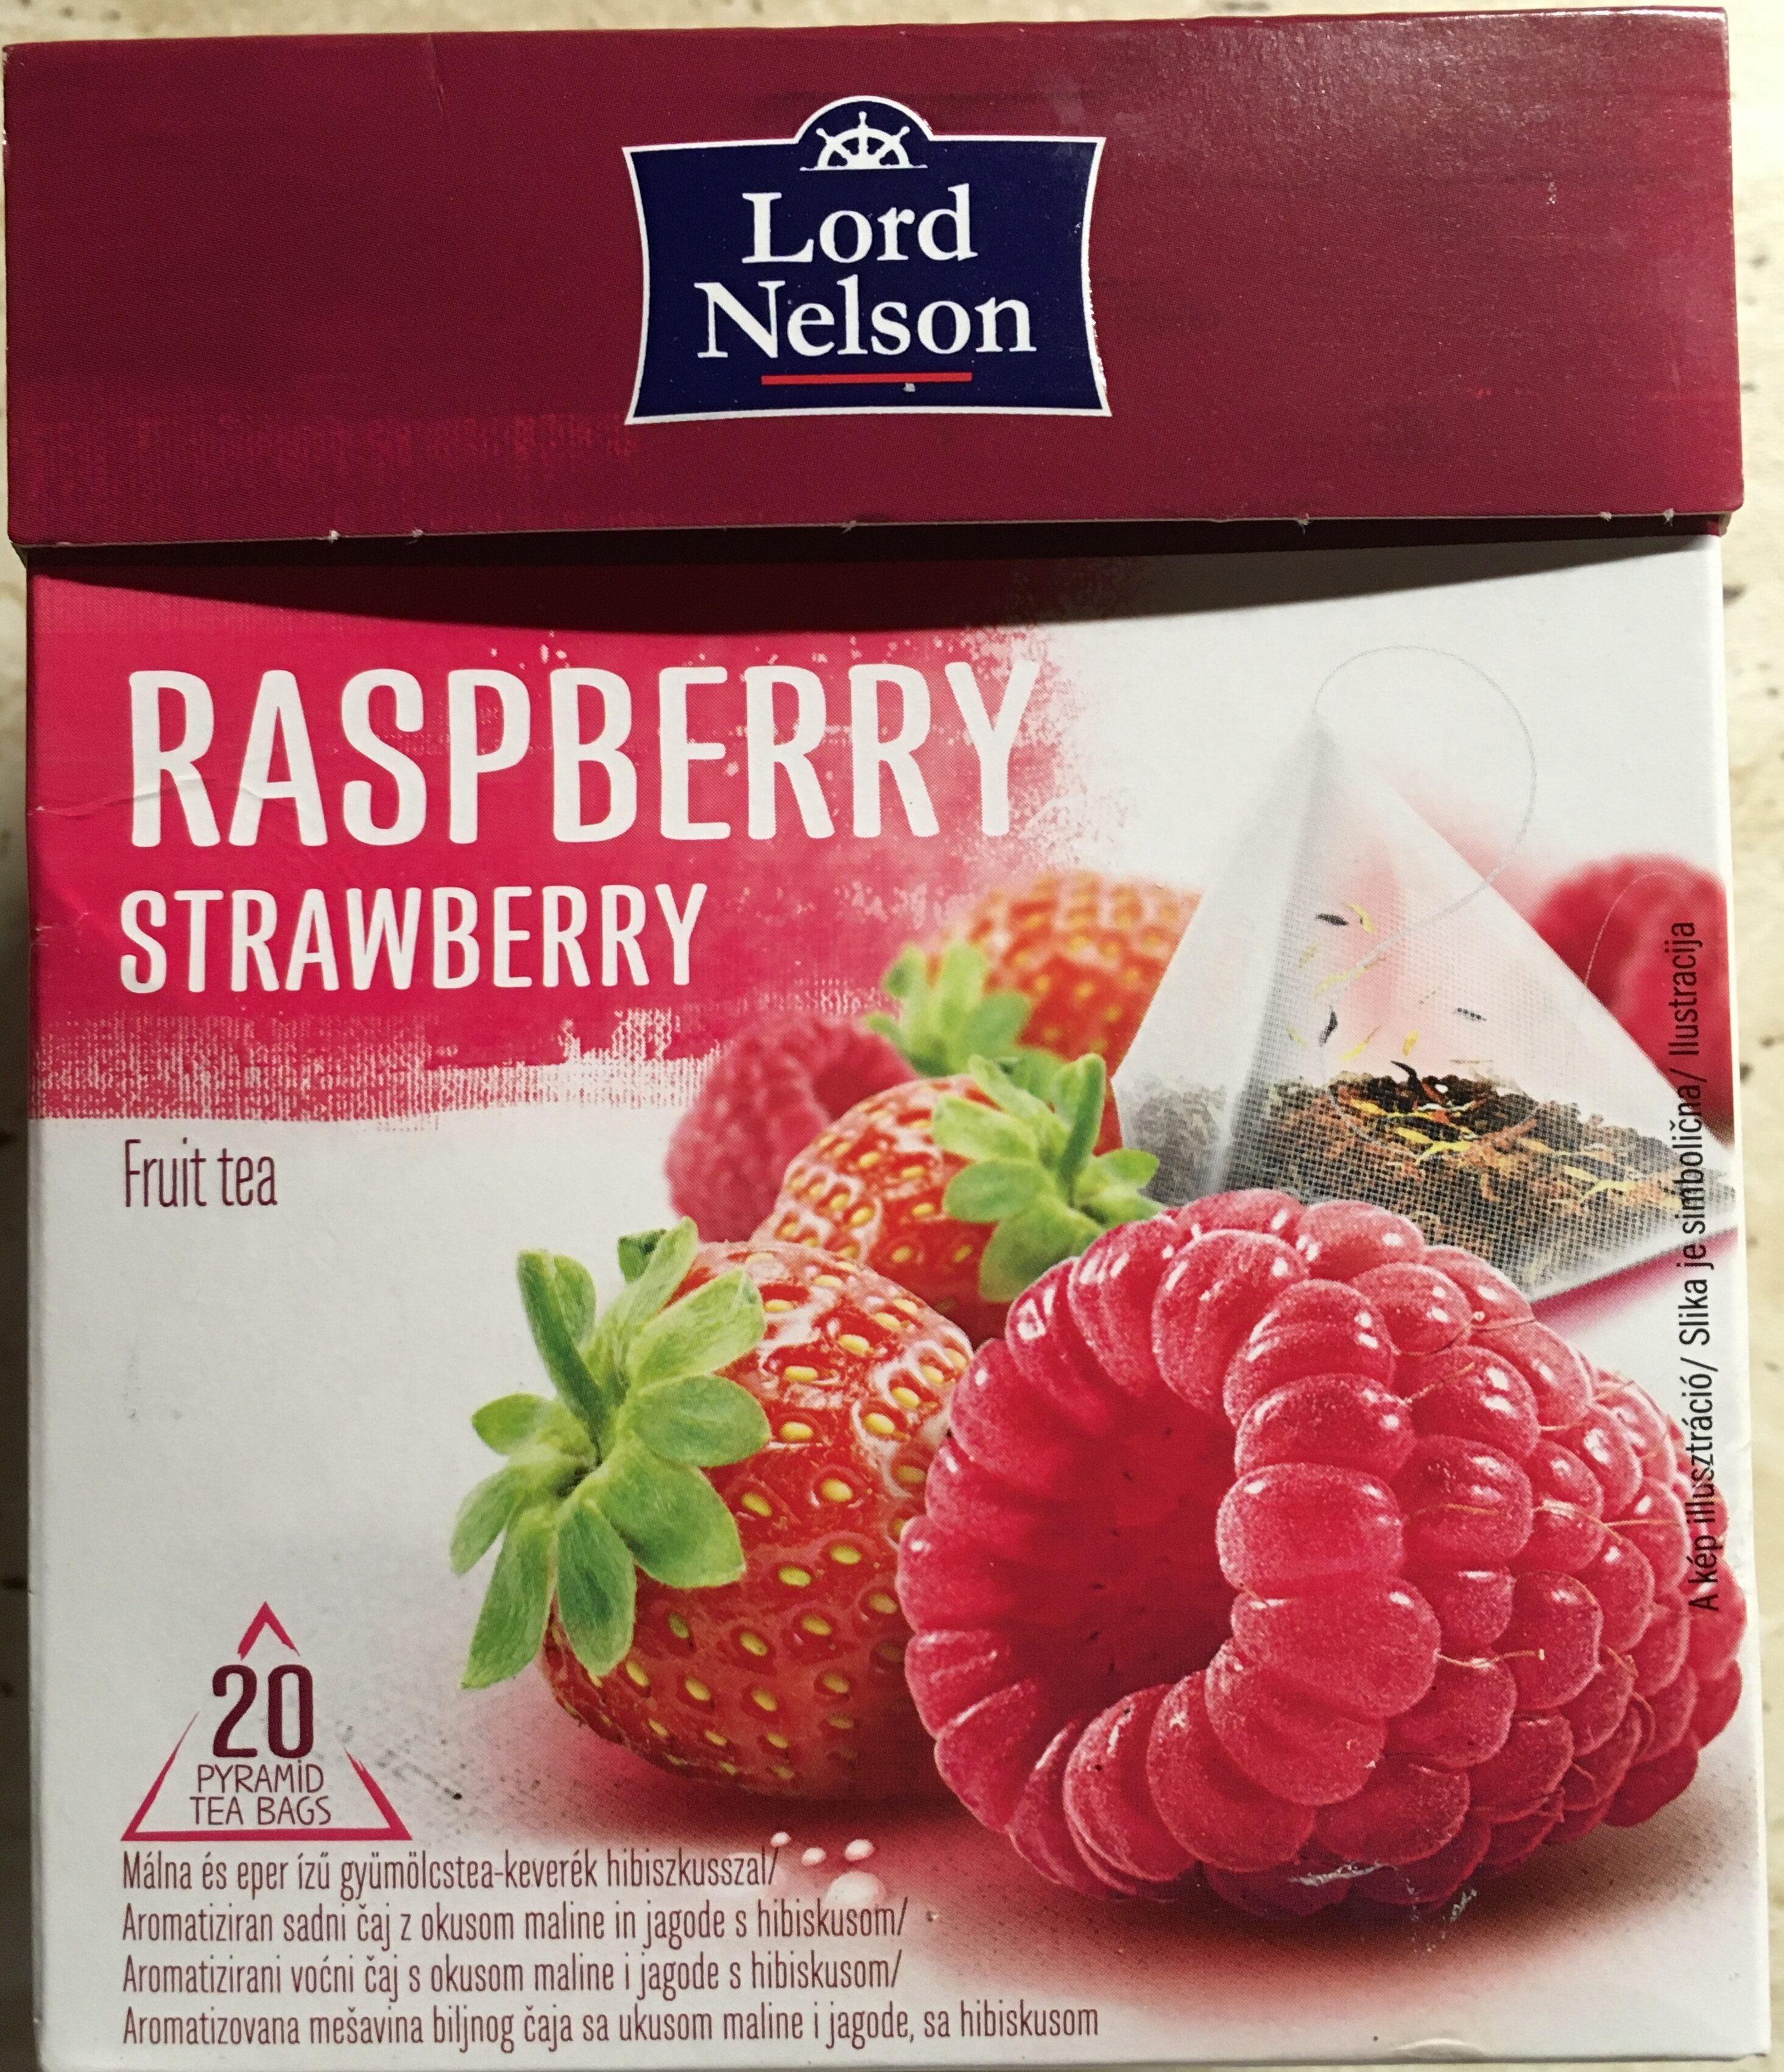 Lord
Nelson
RASPBERRY
STRAWBERRY
Fruit tea
A kép illusztráció/ Slika je simbolična/ Ilustracija
20
PYRAMID
TEA BAGS
Málna és eper ízű gyümölcstea-keverék hibiszkusszal/
Aromatiziran sadni čaj z okusom maline in jagode s hibiskusom/
Aromatizirani voćni čaj s okusom maline i jagode s hibiskusom/
Aromatizovana mešavina biljnog čaja sa ukusom maline i jagode, sa hibiskusom